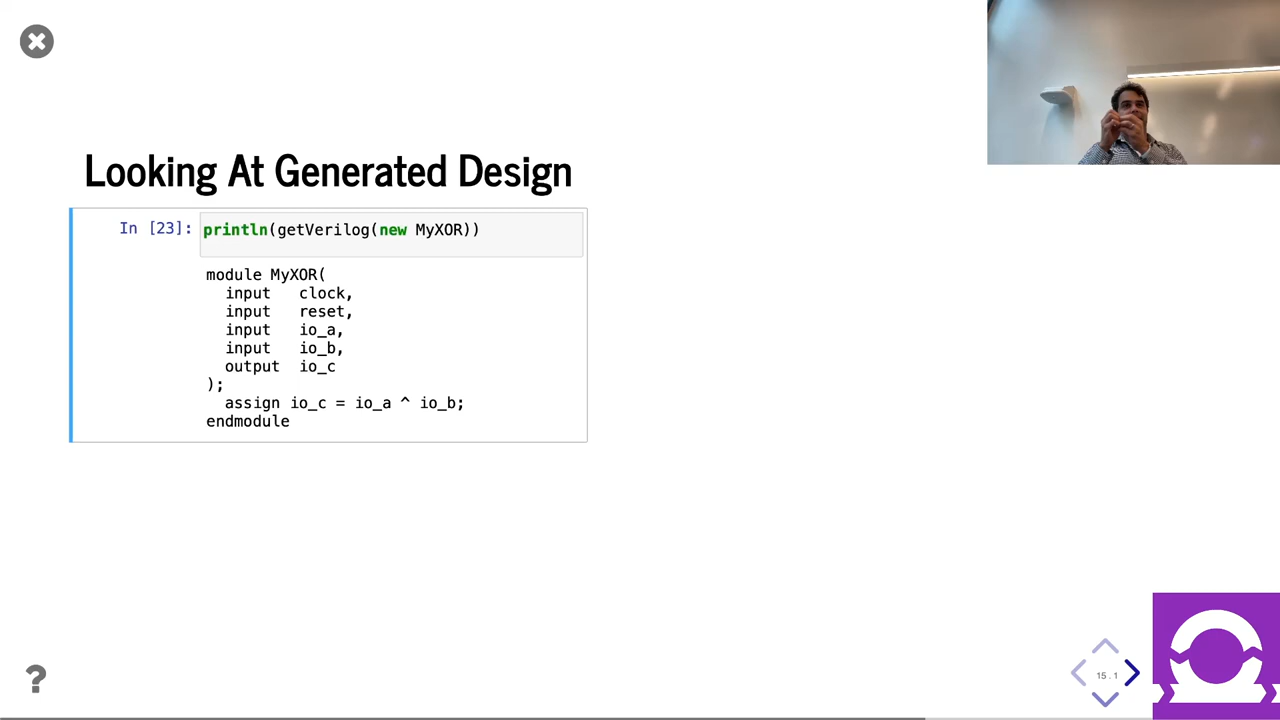 Looking At Generated Design
In [23]: println(getVerilog(new MyXOR))
module MyXOR(
  input   clock,
  input   reset,
  input   io_a,
  input   io_b,
  output  io_c
);
  assign io_c = io_a ^ io_b;
endmodule
?
15.1